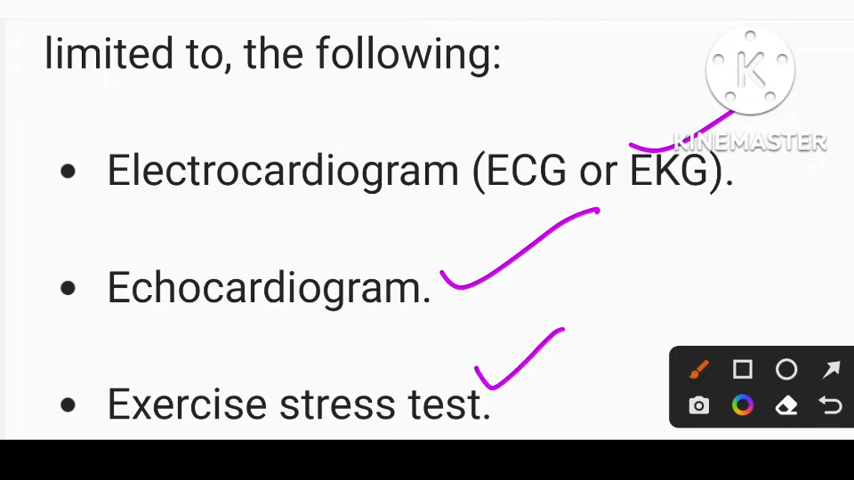 limited to, the following:
K
KINEMASTER
• Electrocardiogram (ECG or EKG).
• Echocardiogram.
• Exercise stress test.